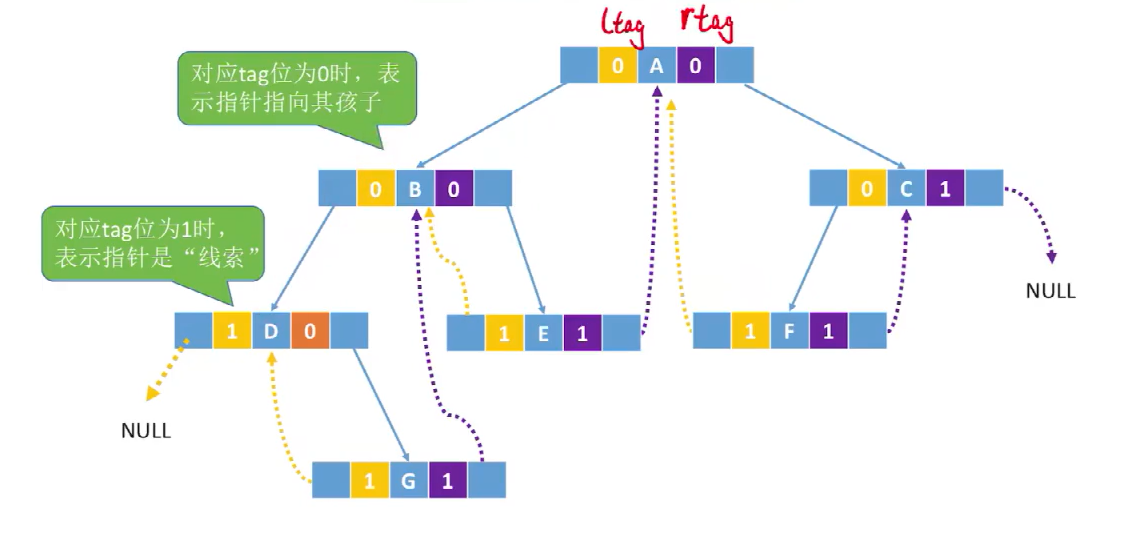 ltag rtag
0 A 0
对应tag位为0时，表
示指针指向其孩子
0 B 0
0 C 1
对应tag位为1时，
表示指针是“线索”
NULL
1 D 0
1 E 1
1 F 1
NULL
1 G 1